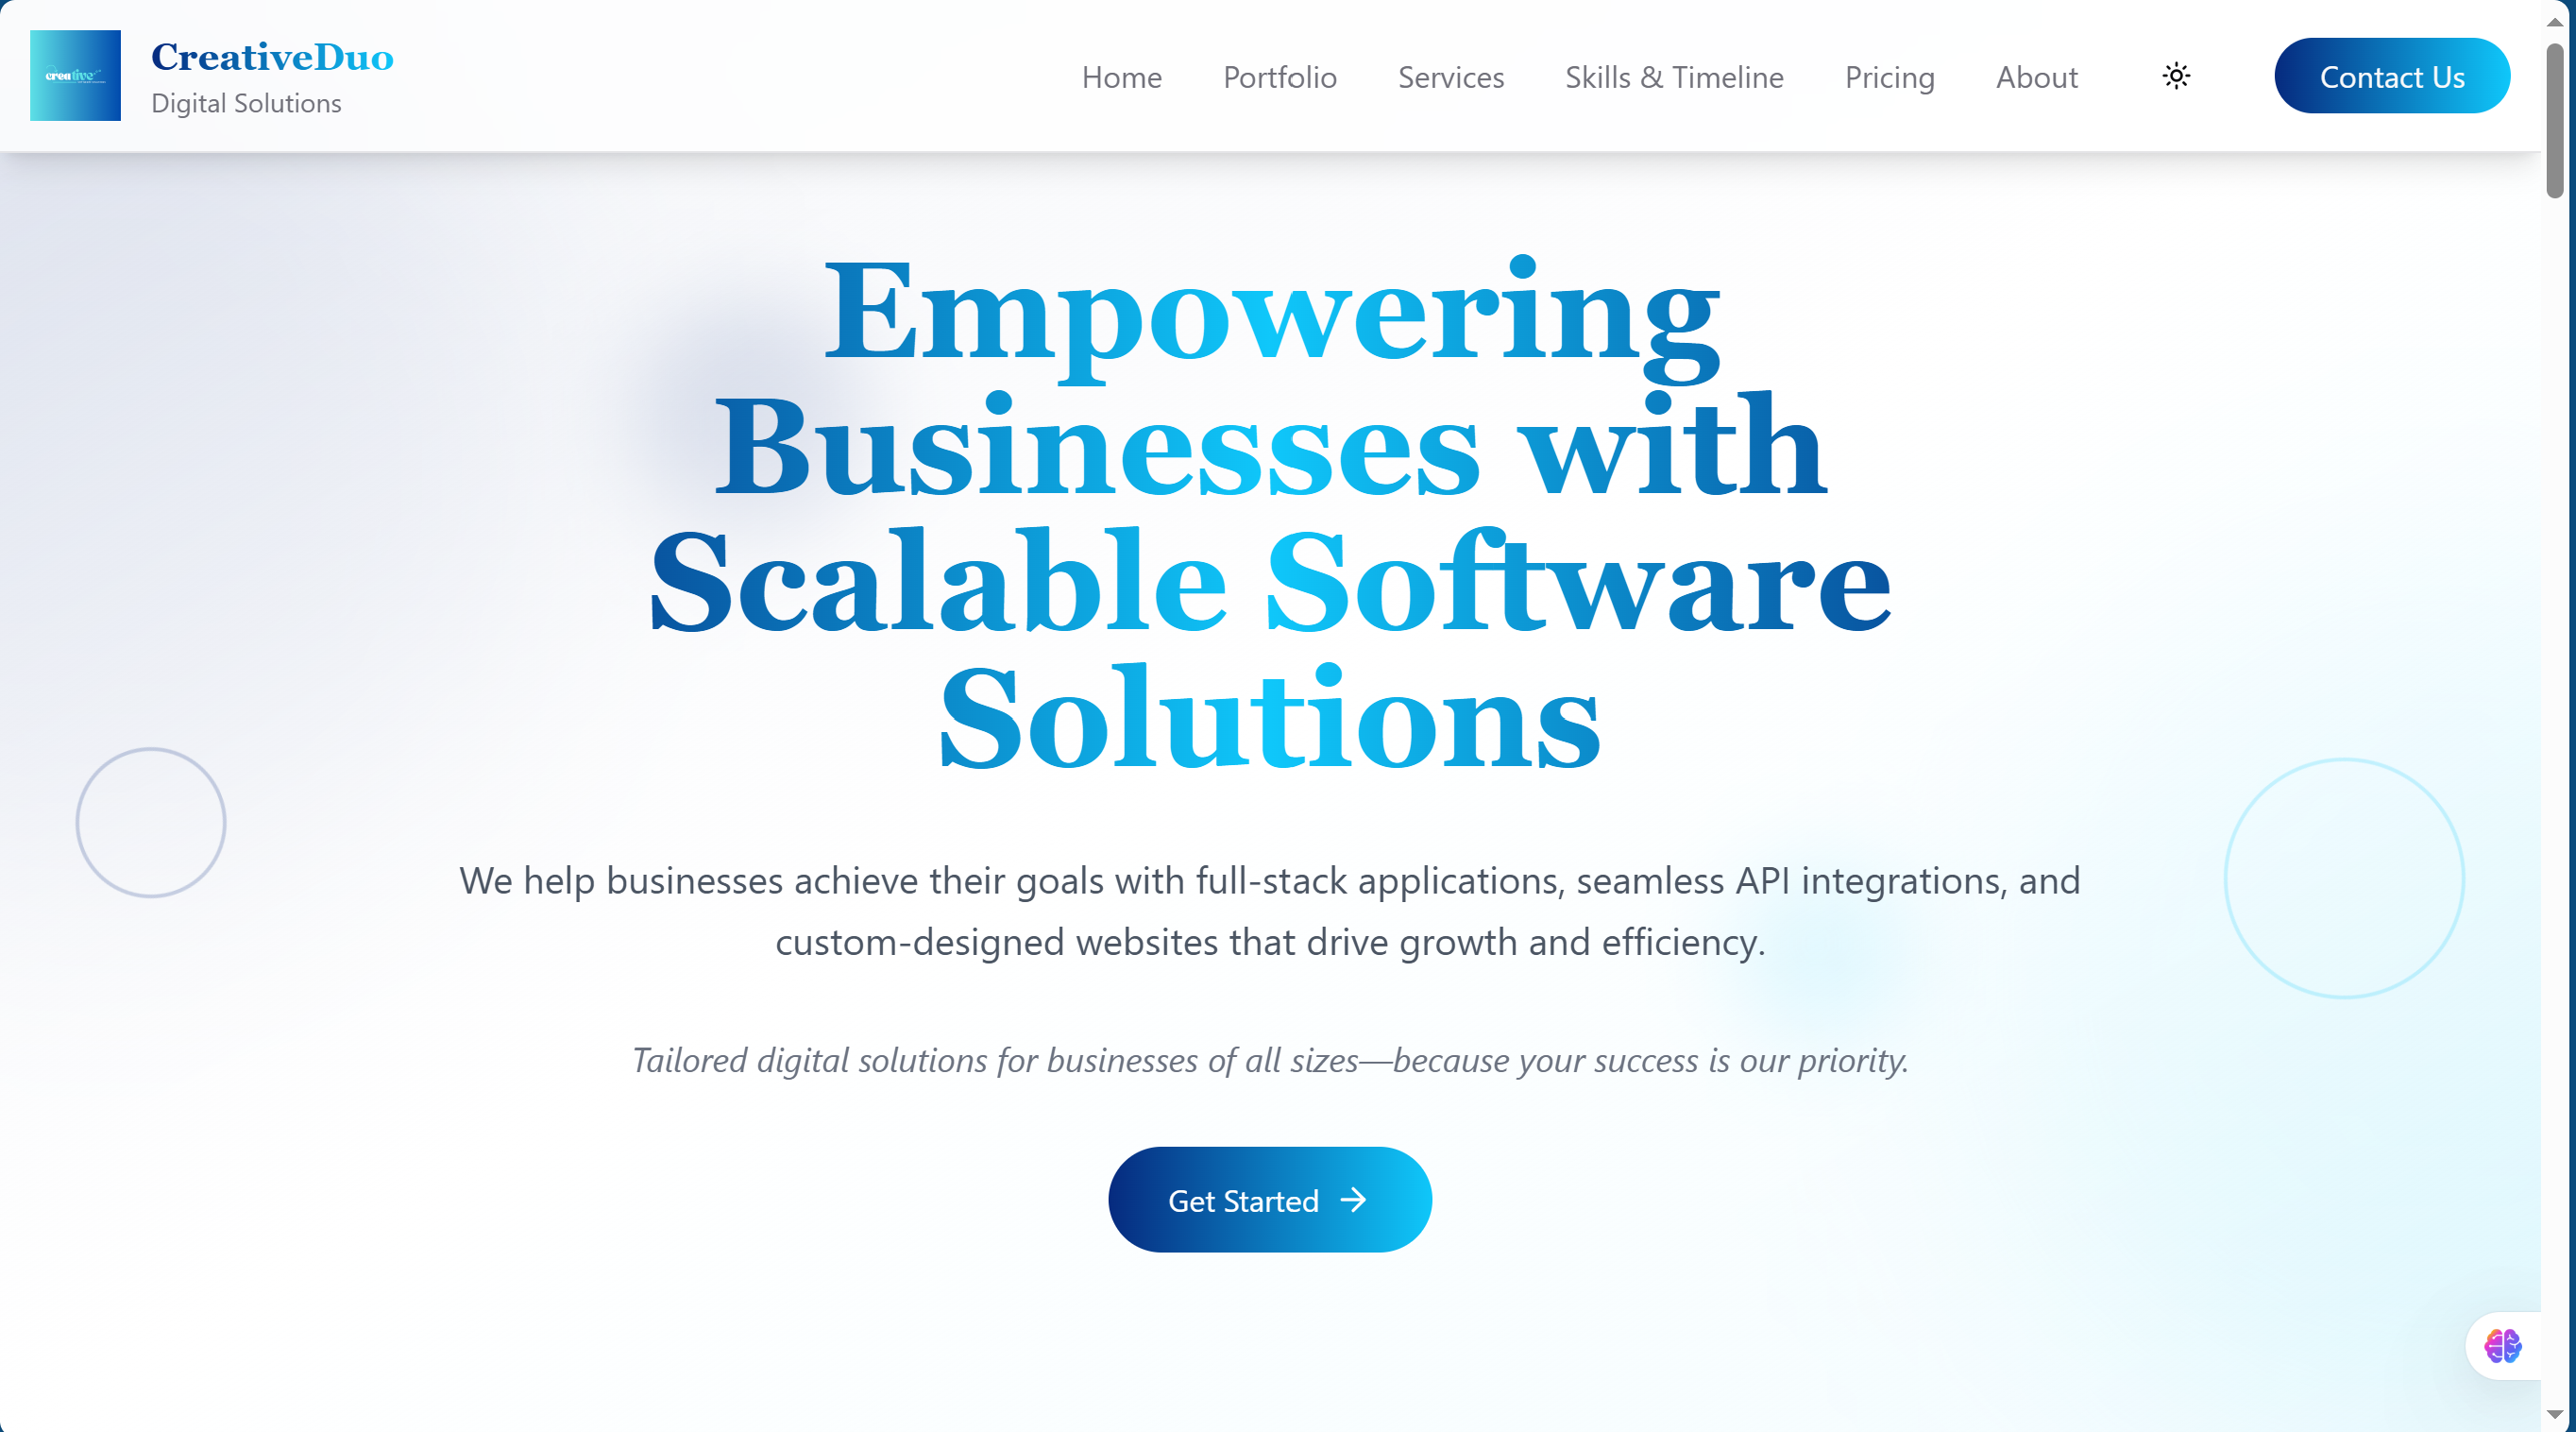 creative
CreativeDuo
Digital Solutions
Home
Portfolio
Services
Skills & Timeline
Pricing
About
Contact Us
Empowering
Businesses with
Scalable Software
Solutions
We help businesses achieve their goals with full-stack applications, seamless API integrations, and
custom-designed websites that drive growth and efficiency.
Tailored digital solutions for businesses of all sizes—because your success is our priority.
Get Started